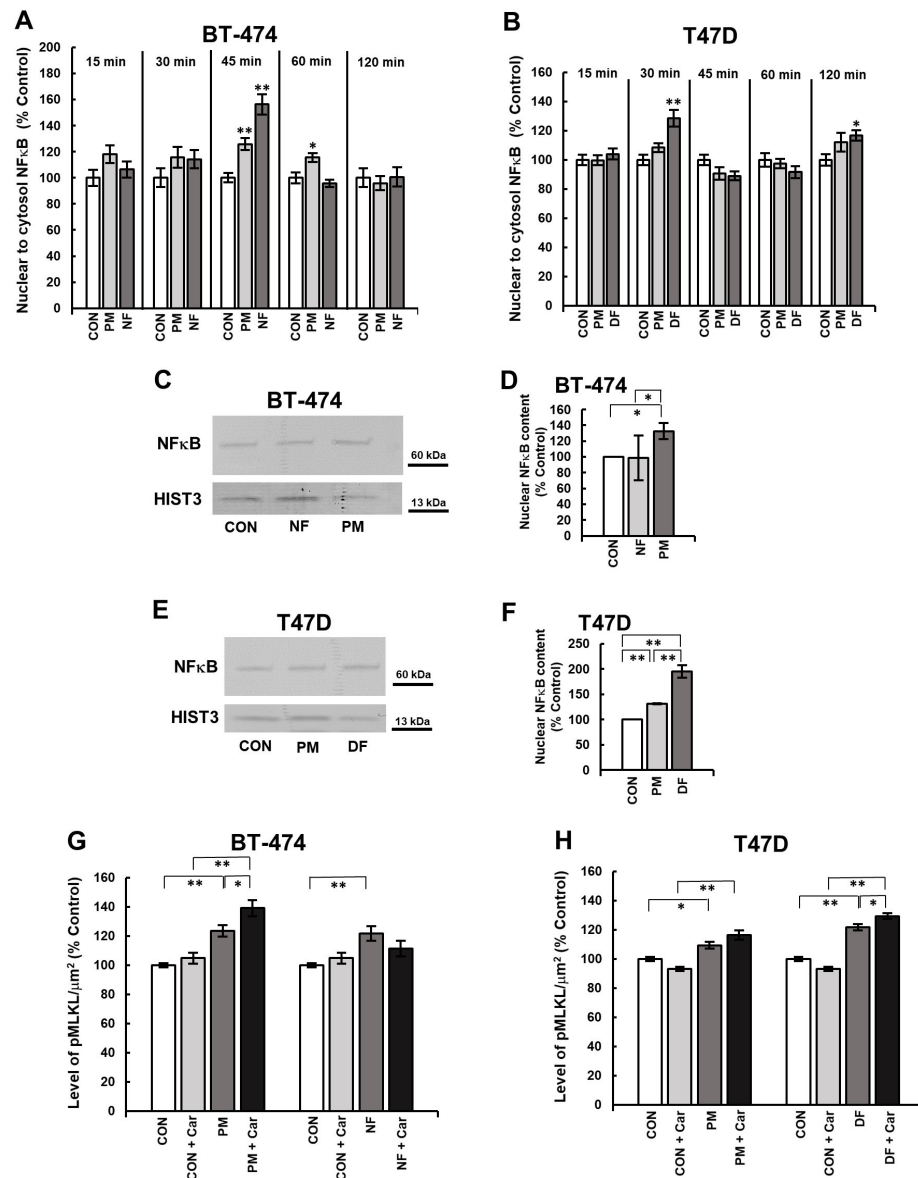 A
BT-474
Nuclear to cytosol NFκB (% Control)
200
180
160
140
120
100
80
60
40
20
0
15 min
30 min
45 min
60 min
120 min
**
**
*
CON PM NF CON PM NF CON PM NF CON PM NF CON PM NF
B
T47D
Nuclear to cytosol NFκB (% Control)
160
140
120
100
80
60
40
20
0
15 min
30 min
45 min
60 min
120 min
**
*
CON PM DF CON PM DF CON PM DF CON PM DF CON PM DF
C
BT-474
NFκB
60 kDa
HIST3
13 kDa
CON NF PM
D
BT-474
Nuclear NFκB content
(% Control)
160
140
120
100
80
60
40
20
0
*
*
CON NF PM
E
T47D
NFκB
60 kDa
HIST3
13 kDa
CON PM DF
F
T47D
Nuclear NFκB content
(% Control)
250
200
150
100
50
0
**
** **
CON PM DF
G
BT-474
Level of pMLKL/μm² (% Control)
160
140
120
100
80
60
40
20
0
**
** *
**
CON CON + Car PM PM + Car CON CON + Car NF NF + Car
H
T47D
Level of pMLKL/μm² (% Control)
160
140
120
100
80
60
40
20
0
**
*
**
** *
CON CON + Car PM PM + Car CON CON + Car DF DF + Car